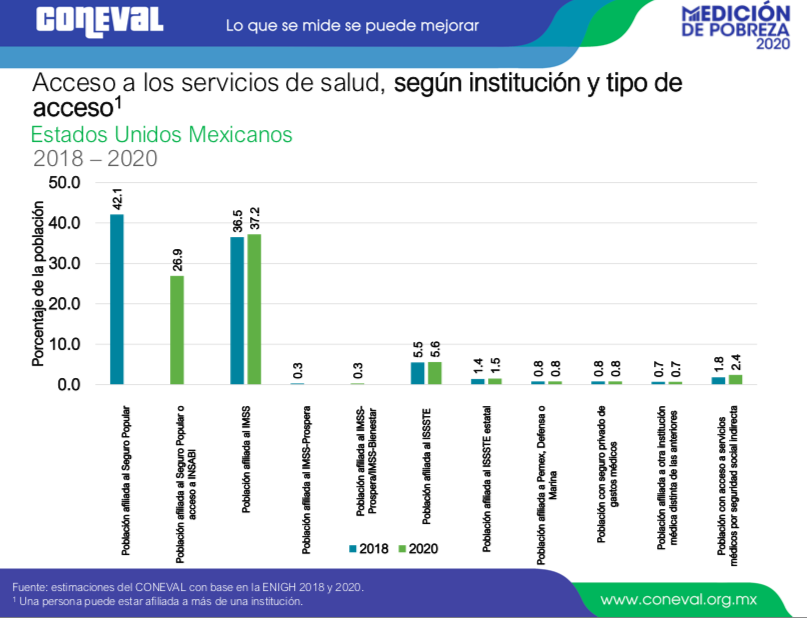 CONEVAL
Lo que se mide se puede mejorar
MEDICIÓN
DE POBREZA
2020
Acceso a los servicios de salud, según institución y tipo de
acceso¹
Estados Unidos Mexicanos
2018 – 2020
Porcentaje de la población
50.0
40.0
30.0
20.0
10.0
0.0
42.1
26.9
36.5
37.2
0.3
0.3
5.5
5.6
1.4
1.5
0.8
0.8
0.8
0.8
0.7
0.7
1.8
2.4
Población afiliada al Seguro Popular
Población afiliada al Seguro Popular o
acceso a INSABI
Población afiliada al IMSS
Población afiliada al IMSS-Prospera
Población afiliada al IMSS-
Prospera/IMSS-Bienestar
Población afiliada al ISSSTE
Población afiliada al ISSSTE estatal
Población afiliada a Pemex, Defensa o
Marina
Población con seguro privado de
gastos médicos
Población afiliada a otra institución
médica distinta de las anteriores
Población con acceso a servicios
médicos por seguridad social indirecta
2018 2020
Fuente: estimaciones del CONEVAL con base en la ENIGH 2018 y 2020.
¹ Una persona puede estar afiliada a más de una institución.
www.coneval.org.mx